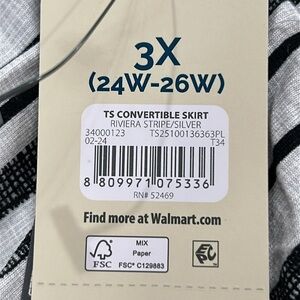 3X
(24W-26W)
TS CONVERTIBLE SKIRT
RIVIERA STRIPE/SILVER
34000123 TS25100136363PL
02-24 T34
8 809971 075336
RN# 52469
Find more at Walmart.com
FSC
MIX
Paper
FSC® C129883